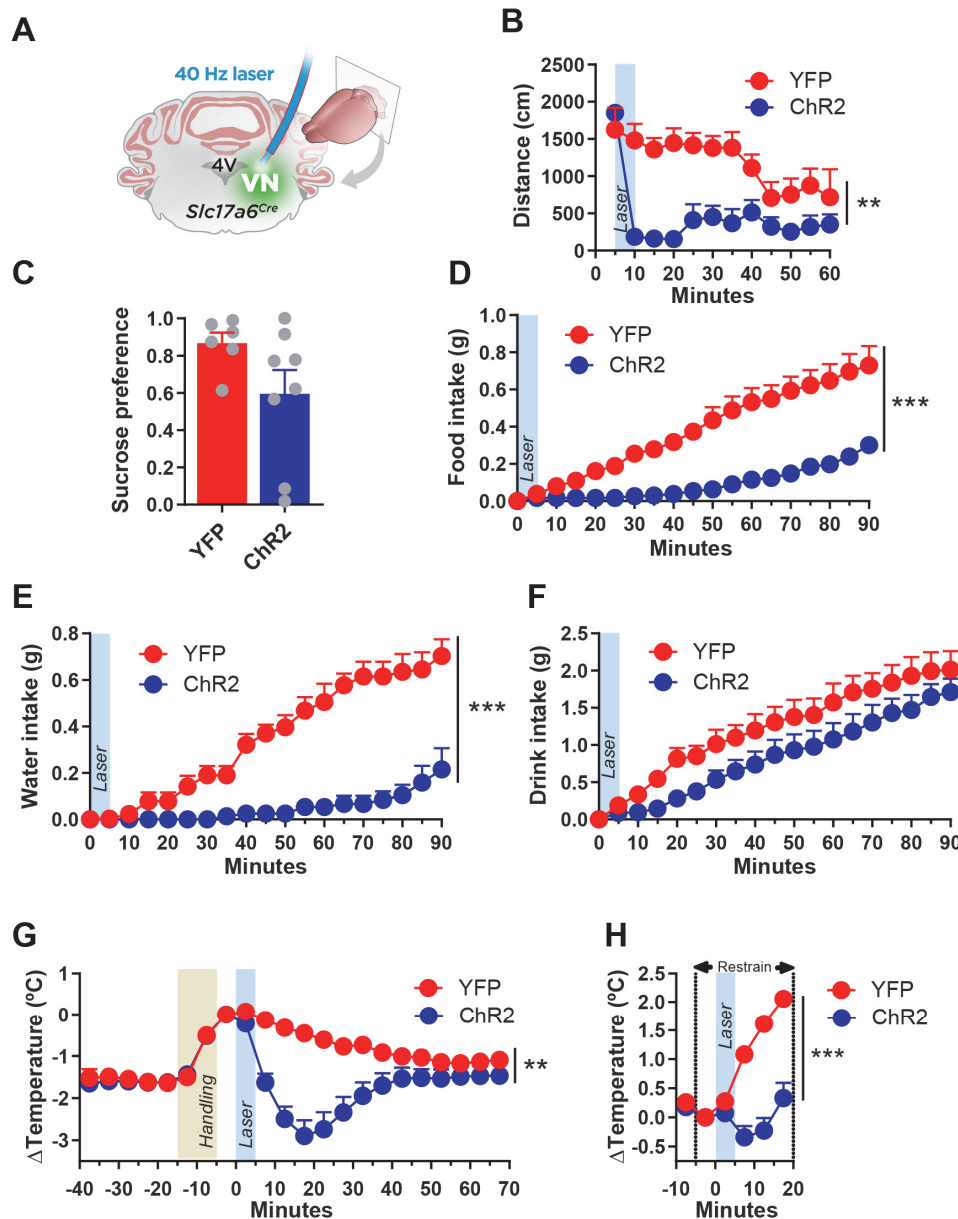 A
40 Hz laser
4V
VN
Slc17a6Cre
B
YFP
ChR2
Distance (cm)
2500
2000
1500
1000
500
0
Laser
**
0 10 20 30 40 50 60
Minutes
C
Sucrose preference
1.0
0.8
0.6
0.4
0.2
0.0
YFP
ChR2
D
YFP
ChR2
Food intake (g)
1.0
0.8
0.6
0.4
0.2
0.0
Laser
***
0 10 20 30 40 50 60 70 80 90
Minutes
E
YFP
ChR2
Water intake (g)
0.8
0.6
0.4
0.2
0.0
Laser
***
0 10 20 30 40 50 60 70 80 90
Minutes
F
YFP
ChR2
Drink intake (g)
2.5
2.0
1.5
1.0
0.5
0.0
Laser
0 10 20 30 40 50 60 70 80 90
Minutes
G
YFP
ChR2
ΔTemperature (ºC)
1
0
-1
-2
-3
Handling
Laser
**
-40 -30 -20 -10 0 10 20 30 40 50 60 70
Minutes
H
Restrain
YFP
ChR2
ΔTemperature (ºC)
2.5
2.0
1.5
1.0
0.5
0.0
-0.5
Laser
***
-10 0 10 20
Minutes